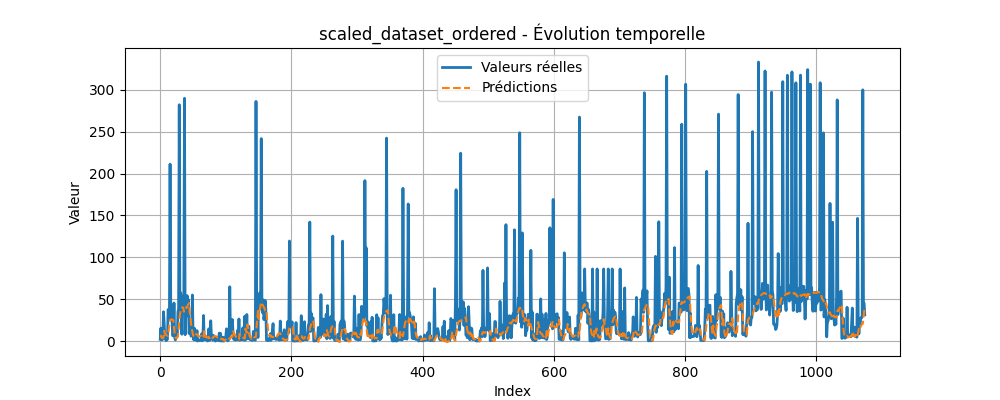 scaled_dataset_ordered - Évolution temporelle
Valeurs réelles
Prédictions
300
250
200
150
100
50
0
Valeur
0 200 400 600 800 1000
Index